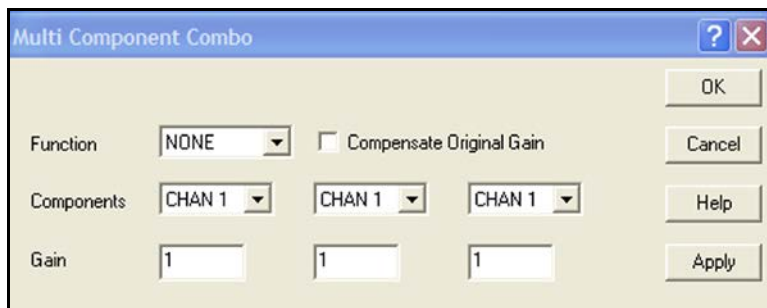 Multi Component Combo
OK
Function NONE Compensate Original Gain Cancel
Components CHAN 1 CHAN 1 CHAN 1 Help
Gain 1 1 1 Apply